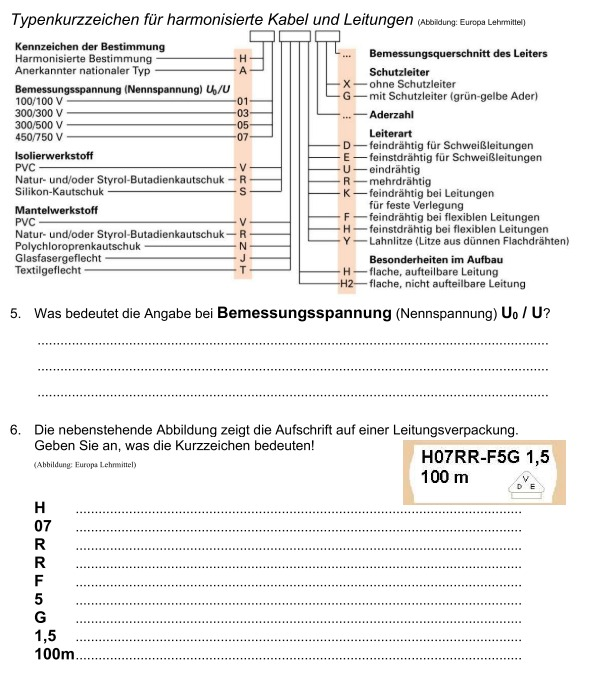 Typenkurzzeichen für harmonisierte Kabel und Leitungen (Abbildung: Europa Lehrmittel)
Kennzeichen der Bestimmung
Harmonisierte Bestimmung H
Anerkannter nationaler Typ A
Bemessungsspannung (Nennspannung) U₀/U
100/100 V 01
300/300 V 03
300/500 V 05
450/750 V 07
Isolierwerkstoff
PVC V
Natur- und/oder Styrol-Butadienkautschuk R
Silikon-Kautschuk S
Mantelwerkstoff
PVC V
Natur- und/oder Styrol-Butadienkautschuk R
Polychloroprenkautschuk N
Glasfasergeflecht J
Textilgeflecht T
... Bemessungsquerschnitt des Leiters
Schutzleiter
X ohne Schutzleiter
G mit Schutzleiter (grün-gelbe Ader)
... Aderzahl
Leiterart
D feindrähtig für Schweißleitungen
E feinstdrähtig für Schweißleitungen
U eindrähtig
R mehrdrähtig
K feindrähtig bei Leitungen
für feste Verlegung
F feindrähtig bei flexiblen Leitungen
H feinstdrähtig bei flexiblen Leitungen
Y Lahnlitze (Litze aus dünnen Flachdrähten)
Besonderheiten im Aufbau
H flache, aufteilbare Leitung
H2 flache, nicht aufteilbare Leitung
5. Was bedeutet die Angabe bei Bemessungsspannung (Nennspannung) U₀ / U?
6. Die nebenstehende Abbildung zeigt die Aufschrift auf einer Leitungsverpackung.
Geben Sie an, was die Kurzzeichen bedeuten!
(Abbildung: Europa Lehrmittel)
H07RR-F5G 1,5
100 m
V
D E
H
07
R
R
F
5
G
1,5
100m